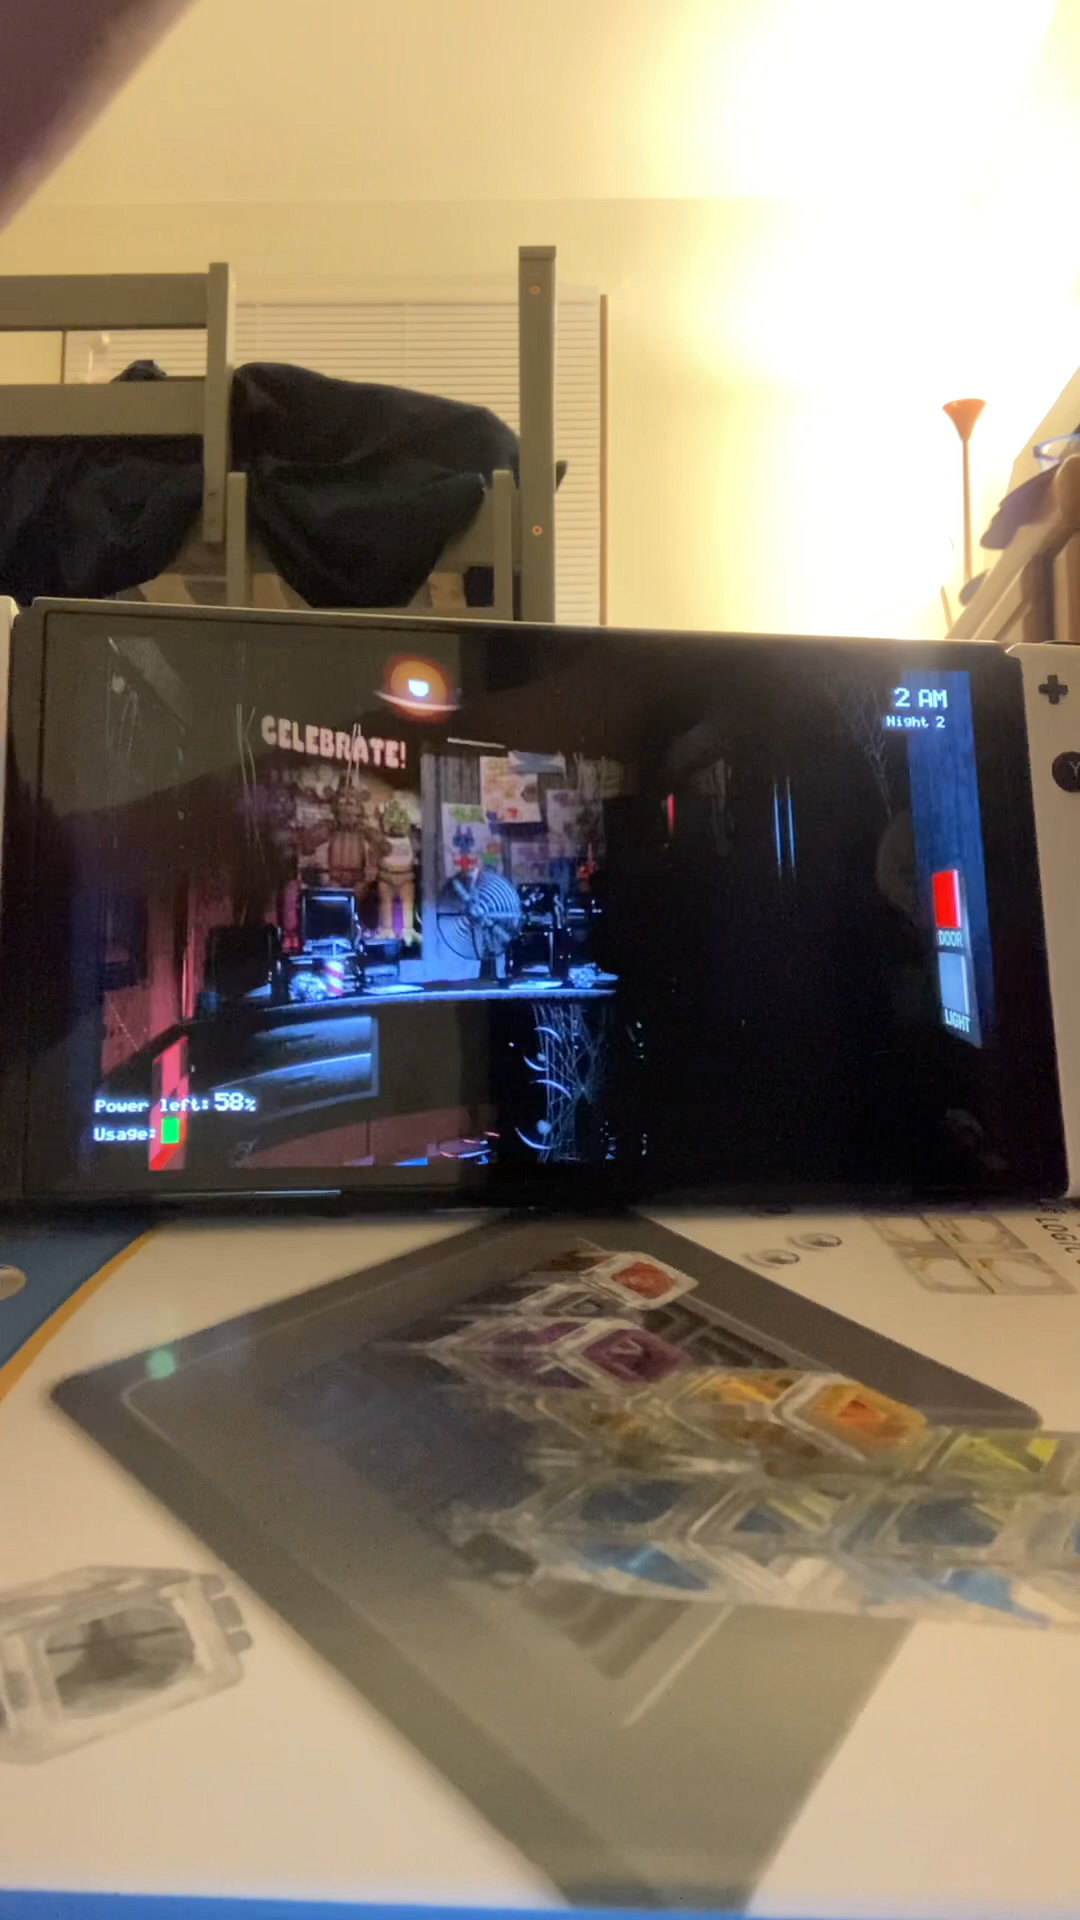 CELEBRATE!
2 AM
Night 2
DOOR
LIGHT
Power left: 58%
Usage:
Y